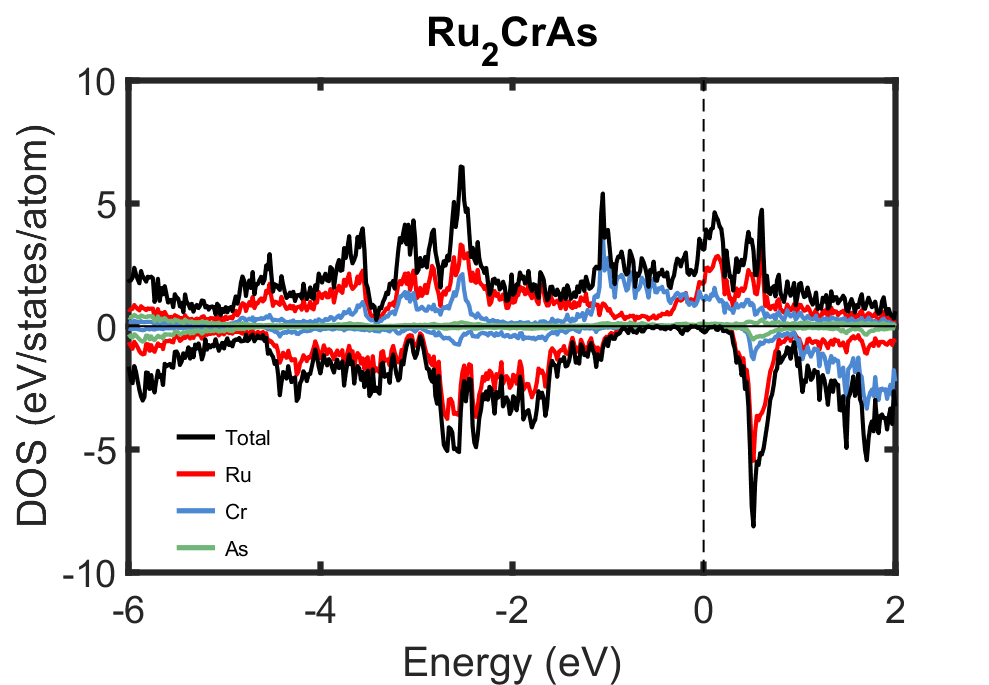 Ru₂CrAs
10
5
0
-5
-10
DOS (eV/states/atom)
Total
Ru
Cr
As
-6 -4 -2 0 2
Energy (eV)